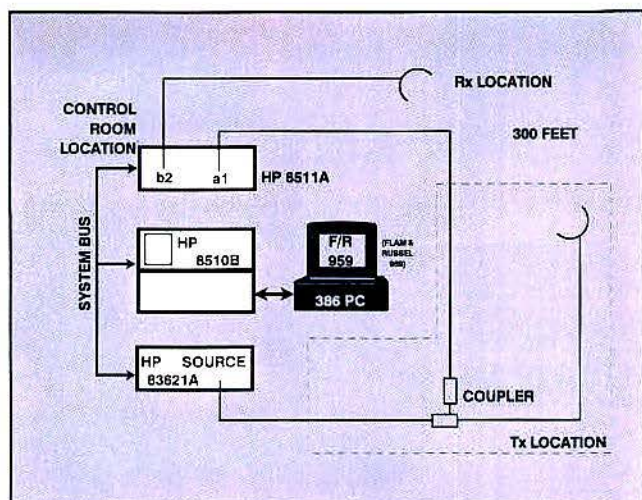 CONTROL
ROOM
LOCATION
Rx LOCATION
300 FEET
b2 a1
HP 8511A
SYSTEM BUS
HP
8510B
F/R
959
(FLAM &
RUSSEL
959)
386 PC
HP SOURCE
83621A
COUPLER
Tx LOCATION